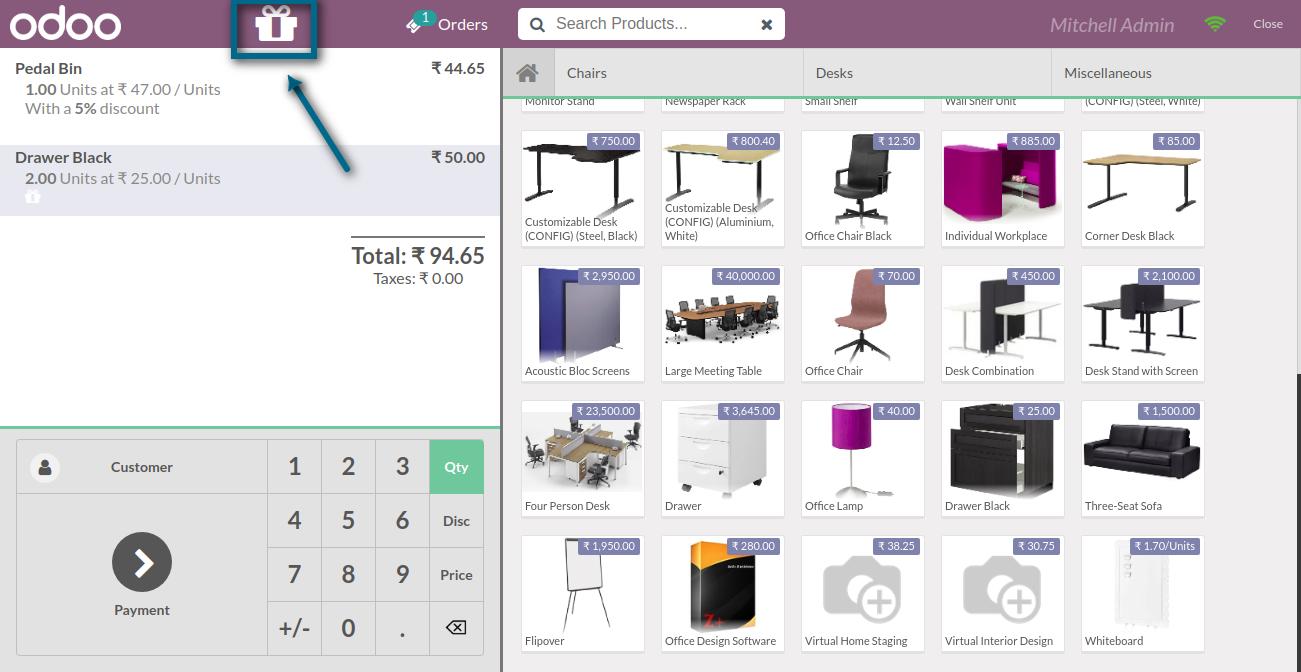 odoo
1
Orders
Search Products...
Mitchell Admin
Close
Pedal Bin ₹ 44.65
1.00 Units at ₹ 47.00 / Units
With a 5% discount
Drawer Black ₹ 50.00
2.00 Units at ₹ 25.00 / Units
Total: ₹ 94.65
Taxes: ₹ 0.00
Customer
1 2 3 Qty
4 5 6 Disc
7 8 9 Price
+/- 0 .
Payment
Chairs
Desks
Miscellaneous
Monitor Stand
Newspaper Rack
Small Shelf
Wall Shelf Unit
(CONFIG) (Steel, White)
₹ 750.00
Customizable Desk
(CONFIG) (Steel, Black)
₹ 800.40
Customizable Desk
(CONFIG) (Aluminium,
White)
₹ 12.50
Office Chair Black
₹ 885.00
Individual Workplace
₹ 85.00
Corner Desk Black
₹ 2,950.00
Acoustic Bloc Screens
₹ 40,000.00
Large Meeting Table
₹ 70.00
Office Chair
₹ 450.00
Desk Combination
₹ 2,100.00
Desk Stand with Screen
₹ 23,500.00
Four Person Desk
₹ 3,645.00
Drawer
₹ 40.00
Office Lamp
₹ 25.00
Drawer Black
₹ 1,500.00
Three-Seat Sofa
₹ 1,950.00
Flipover
₹ 280.00
Z+
Office Design Software
₹ 38.25
Virtual Home Staging
₹ 30.75
Virtual Interior Design
₹ 1.70/Units
Whiteboard